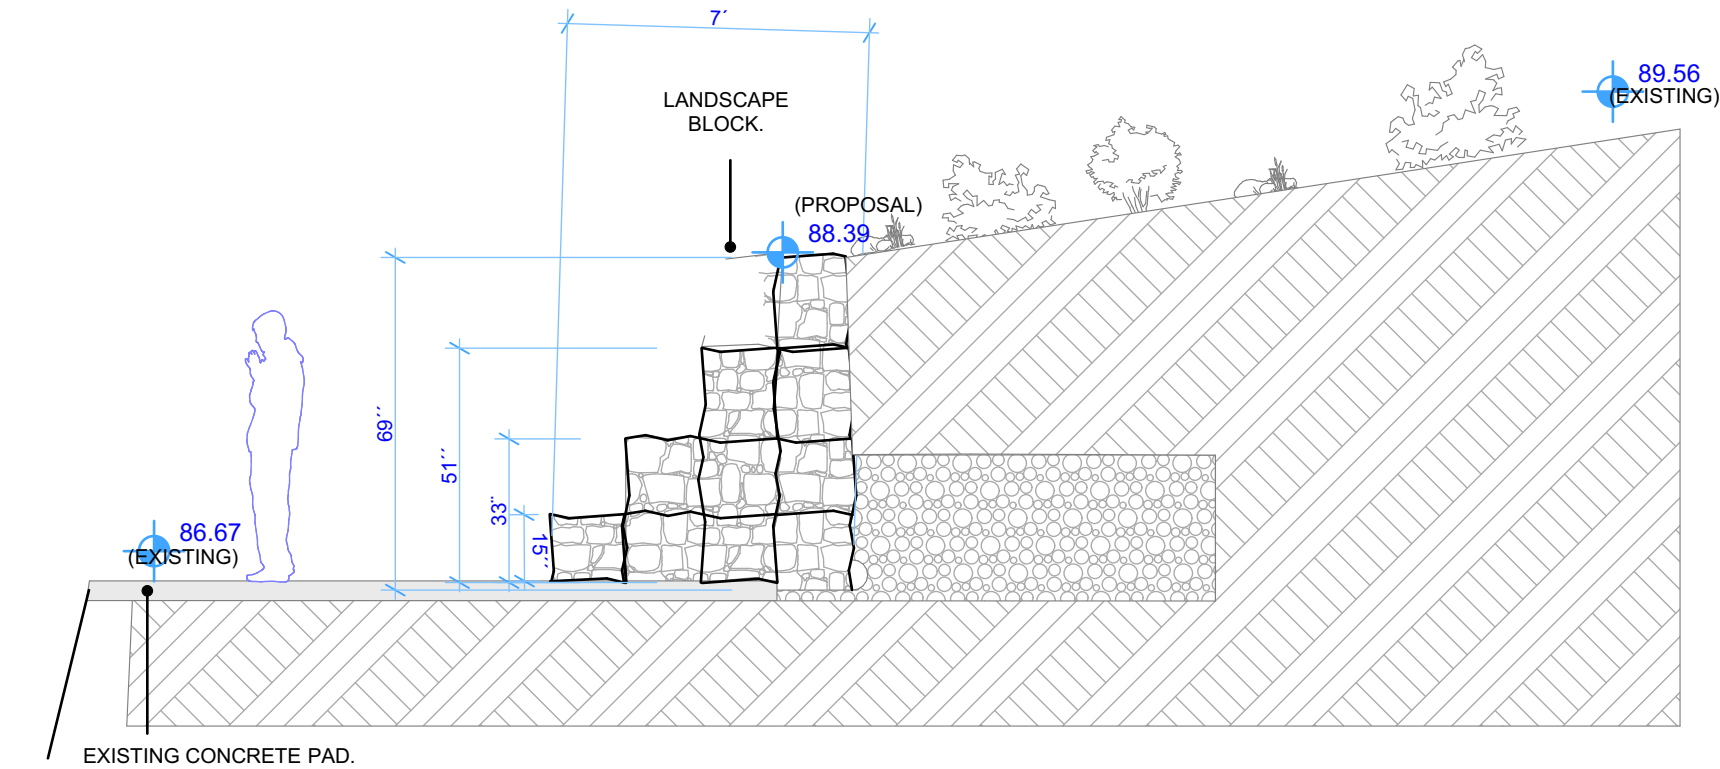 7´
LANDSCAPE
BLOCK.
89.56
(EXISTING)
(PROPOSAL)
88.39
69´´
51´´
33"
15´´
86.67
(EXISTING)
EXISTING CONCRETE PAD.